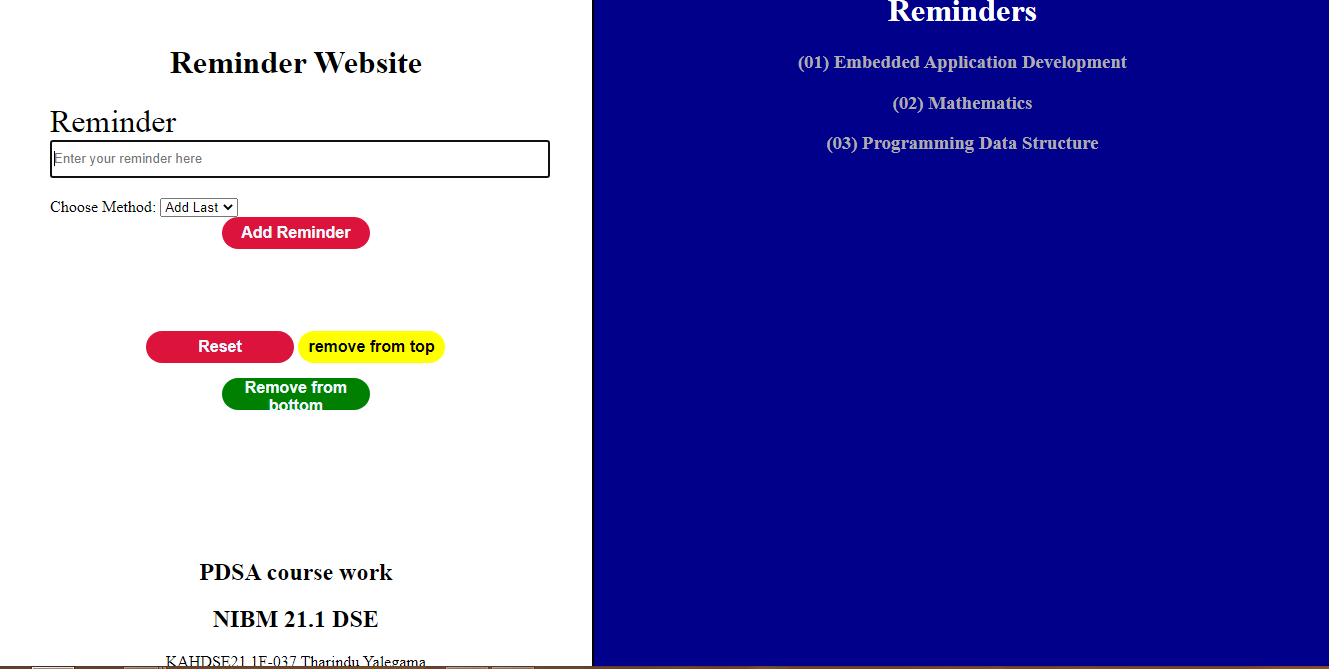 Reminder Website
Reminder
Enter your reminder here
Choose Method: Add Last
Add Reminder
Reset
remove from top
Remove from
bottom
PDSA course work
NIBM 21.1 DSE
KAHDSE21.1F-037 Tharindu Yalegama
Reminders
(01) Embedded Application Development
(02) Mathematics
(03) Programming Data Structure